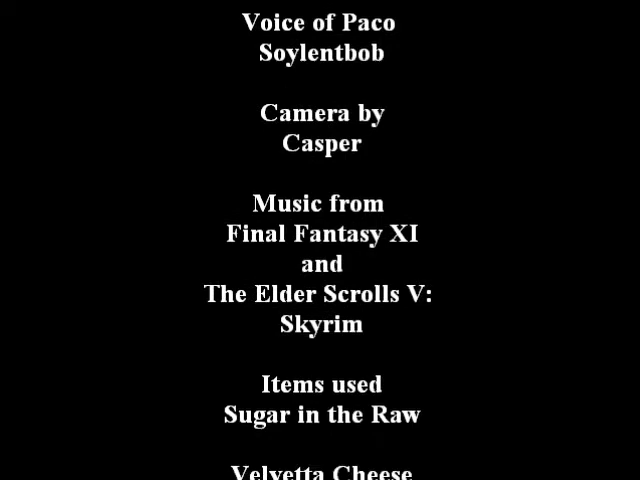 Voice of Paco
Soylentbob
Camera by
Casper
Music from
Final Fantasy XI
and
The Elder Scrolls V:
Skyrim
Items used
Sugar in the Raw
Velvetta Cheese